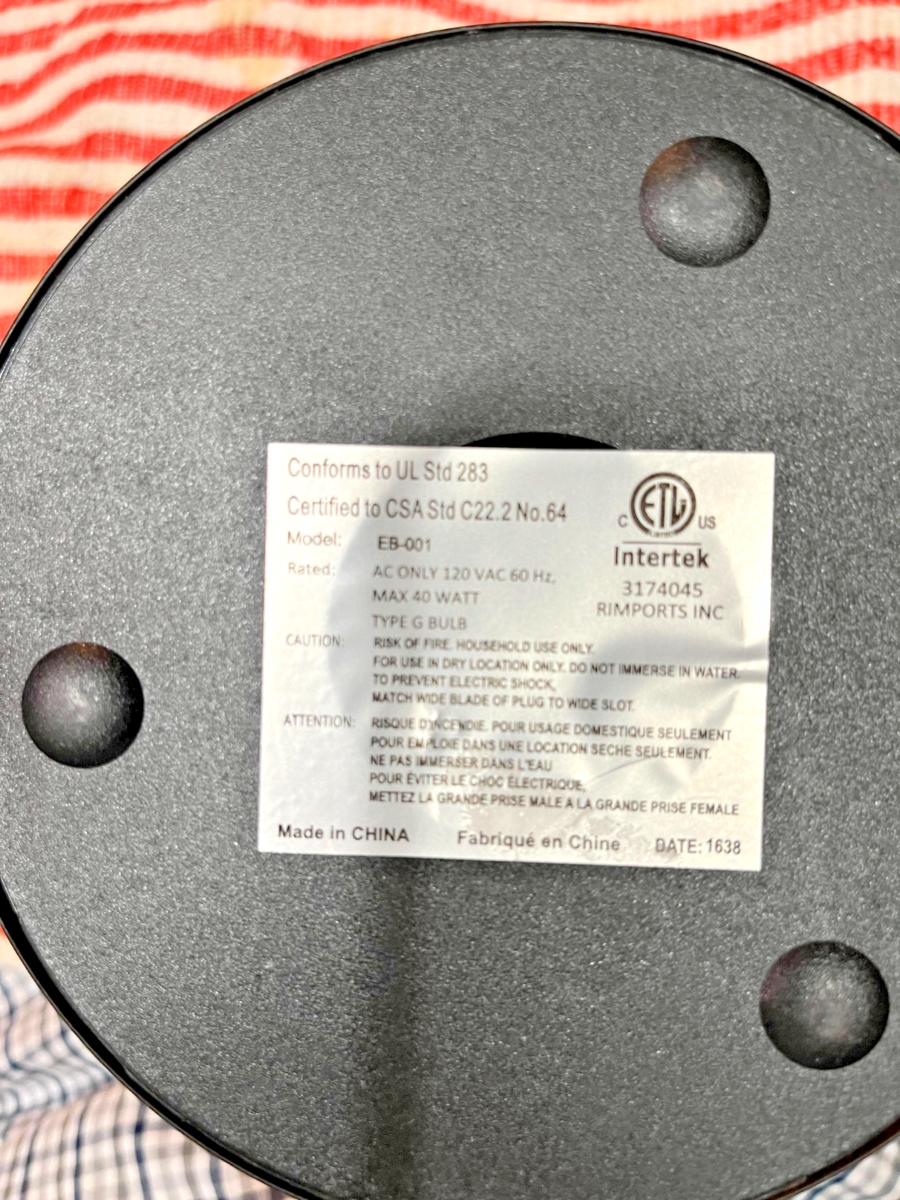 Conforms to UL Std 283
Certified to CSA Std C22.2 No.64
C ETL US
Intertek
3174045
RIMPORTS INC
Model: EB-001
Rated: AC ONLY 120 VAC 60 Hz,
MAX 40 WATT
TYPE G BULB
CAUTION: RISK OF FIRE. HOUSEHOLD USE ONLY.
FOR USE IN DRY LOCATION ONLY. DO NOT IMMERSE IN WATER.
TO PREVENT ELECTRIC SHOCK,
MATCH WIDE BLADE OF PLUG TO WIDE SLOT.
ATTENTION: RISQUE D'INCENDIE. POUR USAGE DOMESTIQUE SEULEMENT
POUR EMPLOIE DANS UNE LOCATION SECHE SEULEMENT.
NE PAS IMMERSER DANS L'EAU
POUR ÉVITER LE CHOC ÉLECTRIQUE,
METTEZ LA GRANDE PRISE MALE A LA GRANDE PRISE FEMALE
Made in CHINA Fabriqué en Chine DATE: 1638